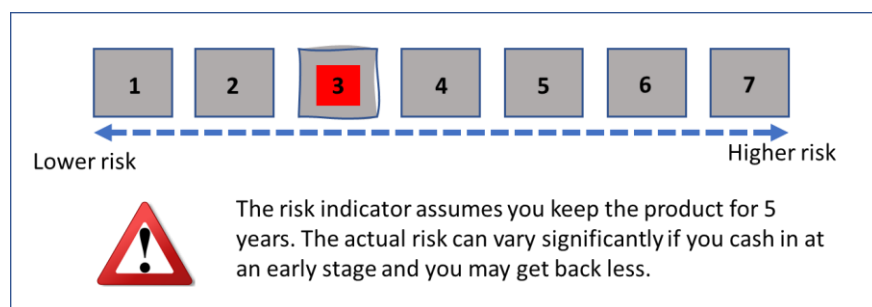 1 2 3 4 5 6 7
Lower risk
Higher risk
The risk indicator assumes you keep the product for 5
years. The actual risk can vary significantly if you cash in at
an early stage and you may get back less.